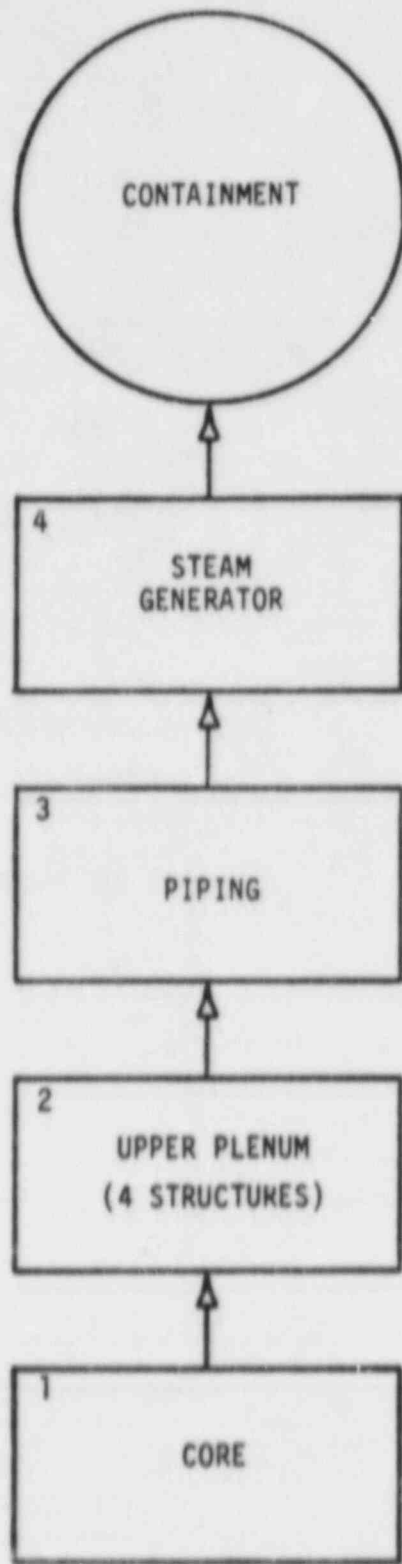 CONTAINMENT
4
STEAM
GENERATOR
3
PIPING
2
UPPER PLENUM
(4 STRUCTURES)
1
CORE